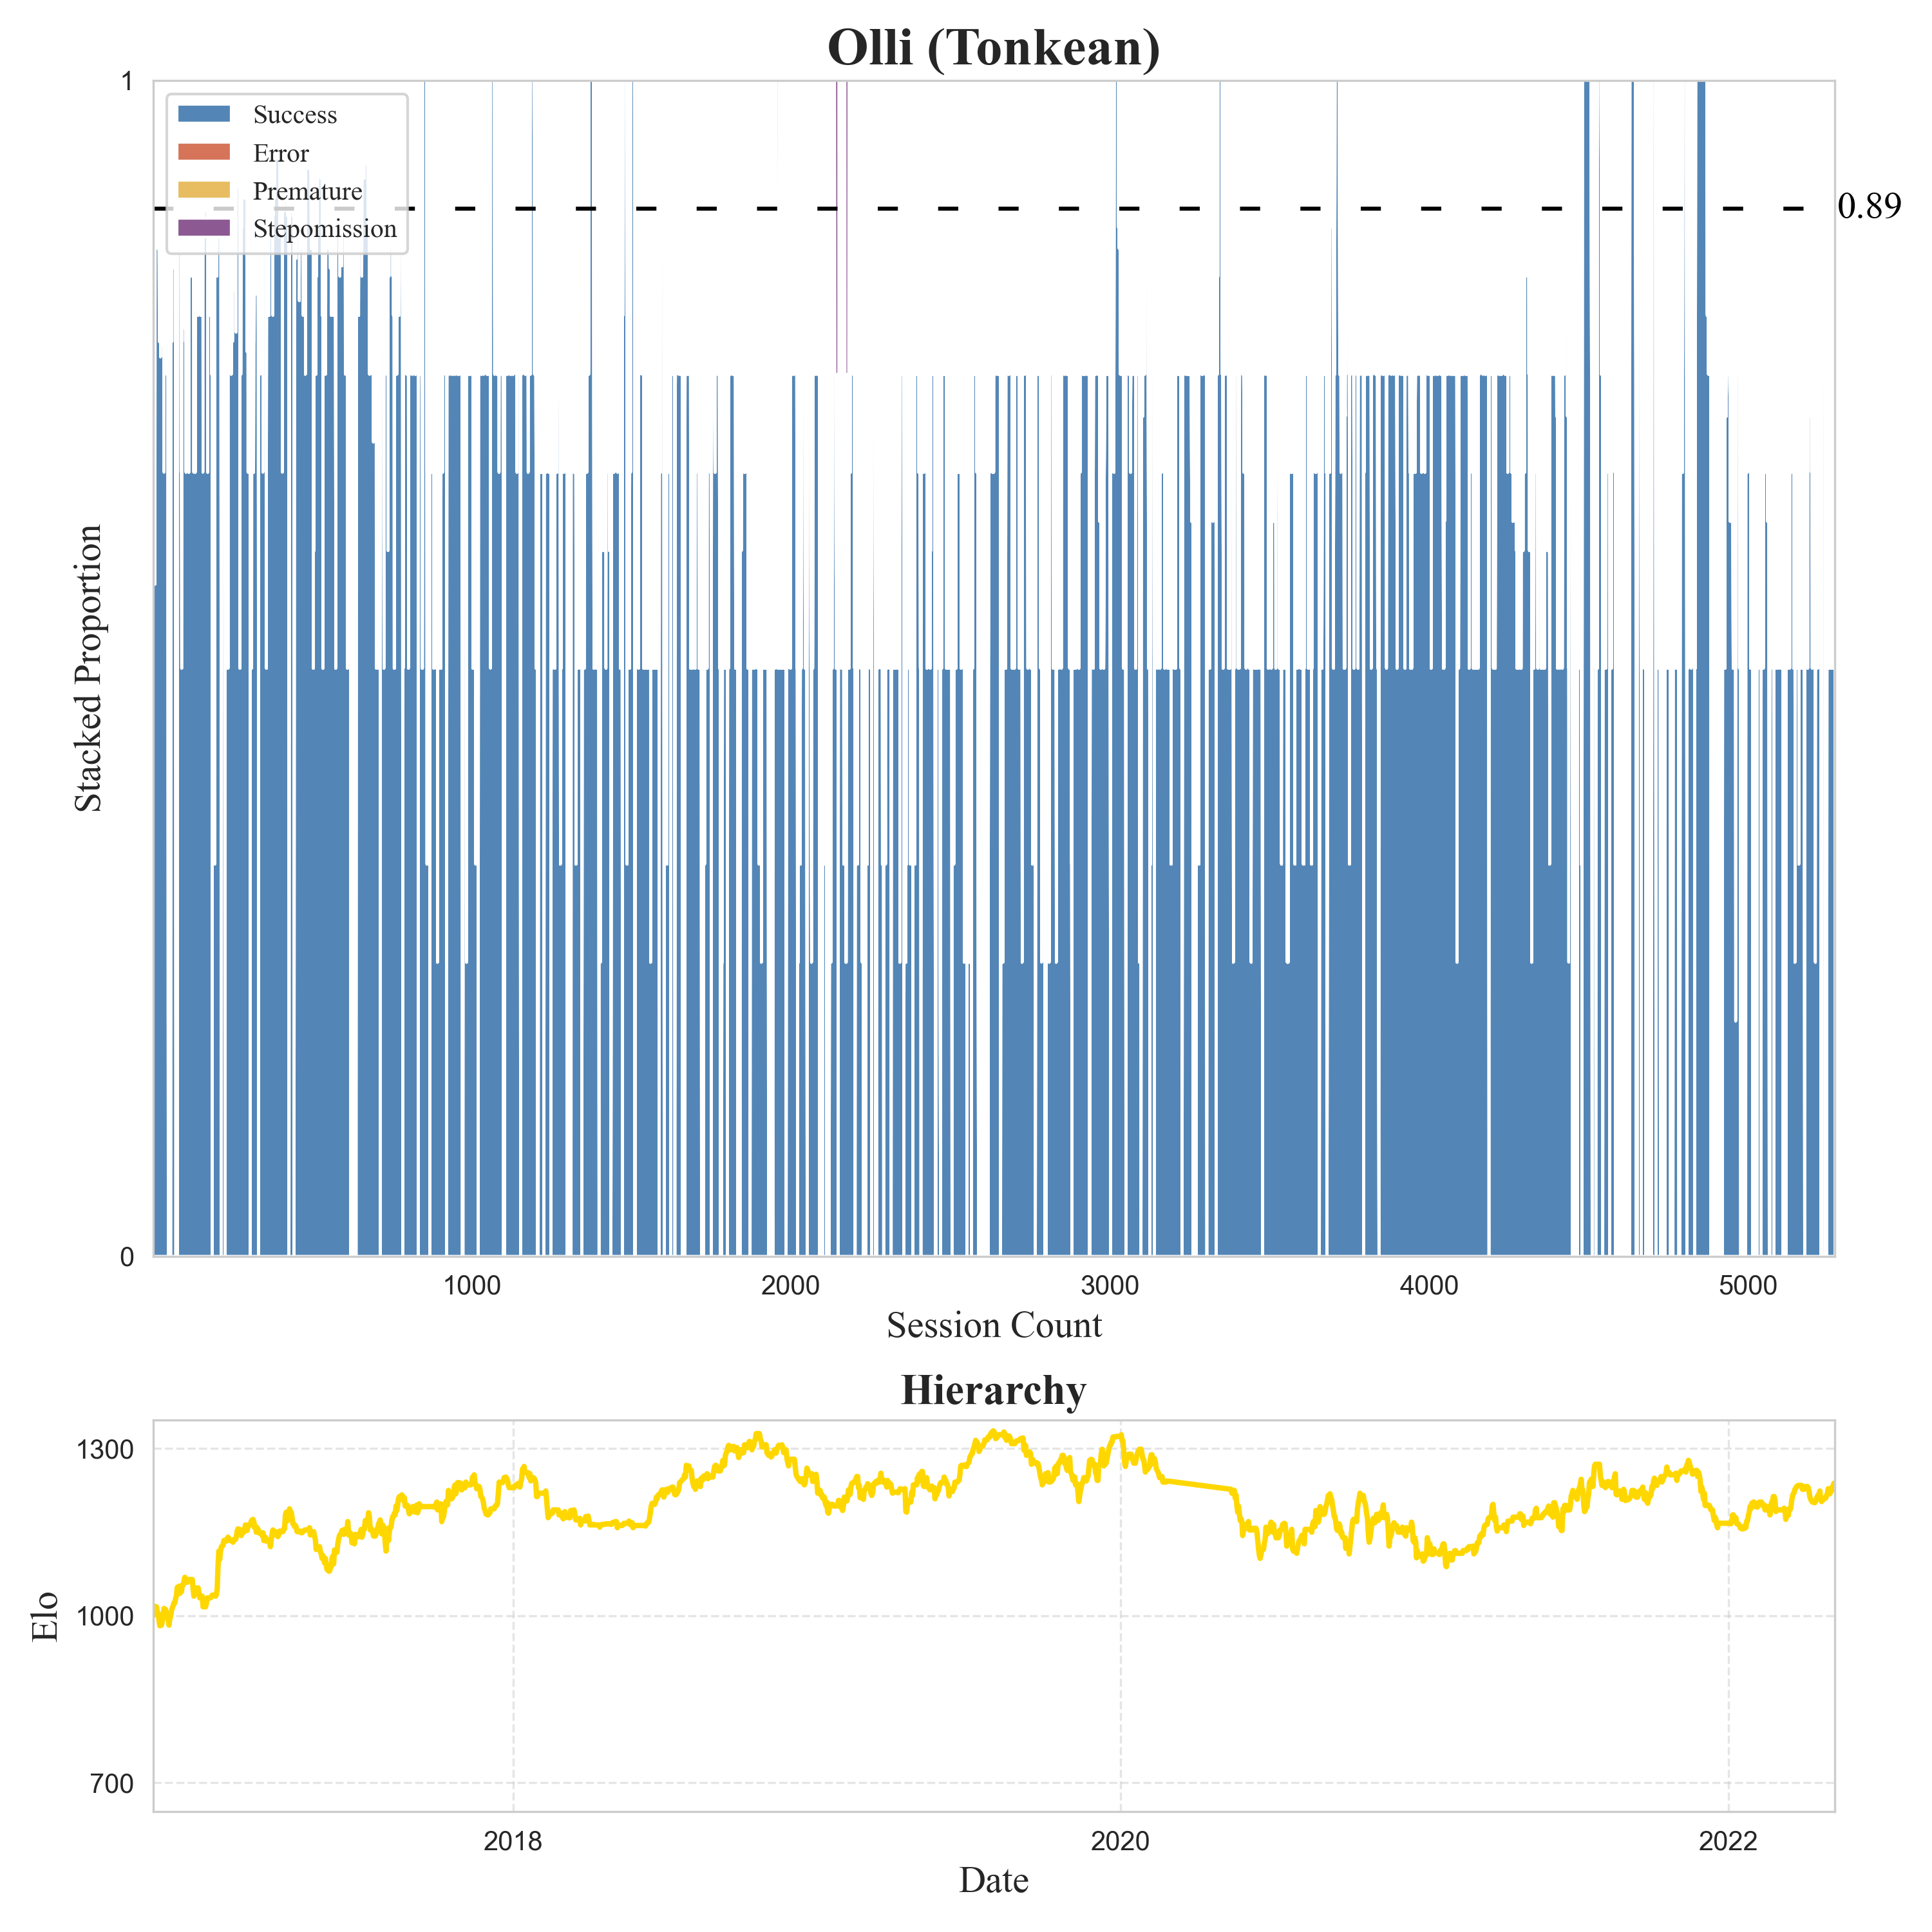 Olli (Tonkean)
1
Success
Error
Premature
Stepomission
0.89
Stacked Proportion
0
1000 2000 3000 4000 5000
Session Count
Hierarchy
1300
1000
700
Elo
2018 2020 2022
Date